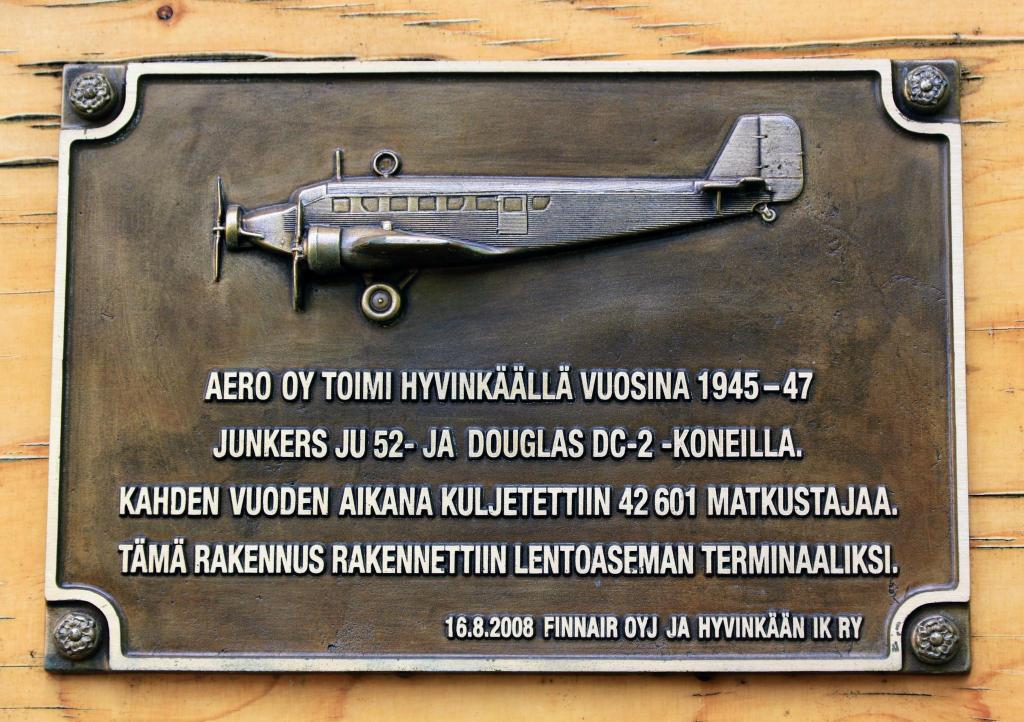 AERO OY TOIMI HYVINKÄÄLLÄ VUOSINA 1945–47
JUNKERS JU 52- JA DOUGLAS DC-2 -KONEILLA.
KAHDEN VUODEN AIKANA KULJETETTIIN 42 601 MATKUSTAJAA.
TÄMÄ RAKENNUS RAKENNETTIIN LENTOASEMAN TERMINAALIKSI.
16.8.2008 FINNAIR OYJ JA HYVINKÄÄN IK RY